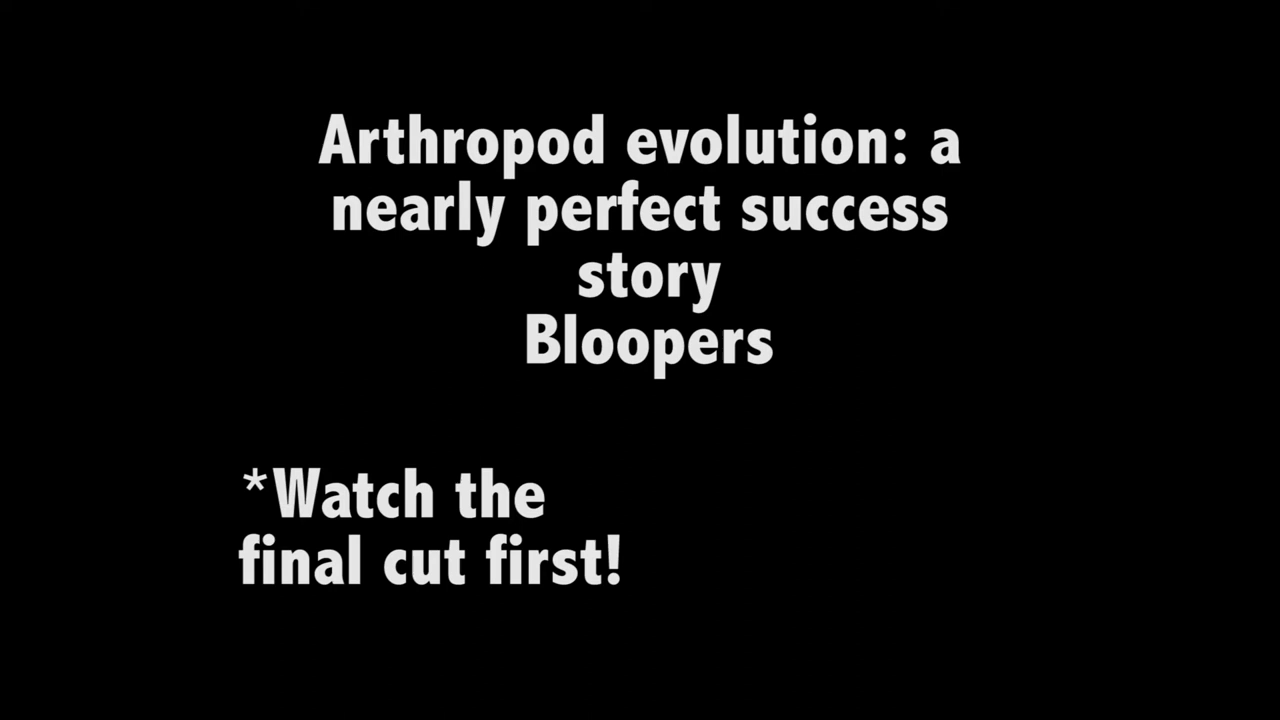 Arthropod evolution: a
nearly perfect success
story
Bloopers
*Watch the
final cut first!